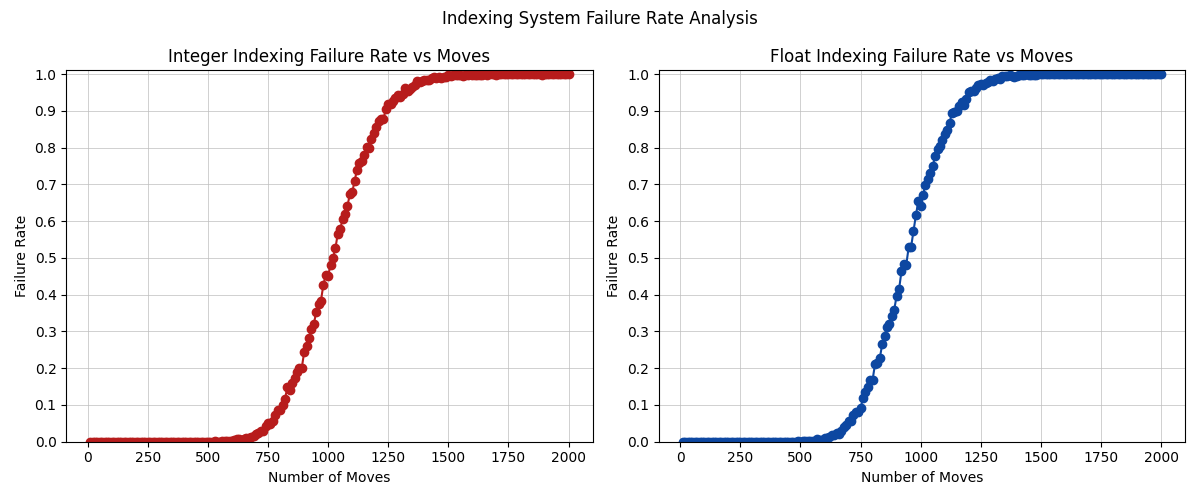 Indexing System Failure Rate Analysis
Integer Indexing Failure Rate vs Moves
1.0
0.9
0.8
0.7
0.6
0.5
0.4
0.3
0.2
0.1
0.0
Failure Rate
0 250 500 750 1000 1250 1500 1750 2000
Number of Moves
Float Indexing Failure Rate vs Moves
1.0
0.9
0.8
0.7
0.6
0.5
0.4
0.3
0.2
0.1
0.0
Failure Rate
0 250 500 750 1000 1250 1500 1750 2000
Number of Moves